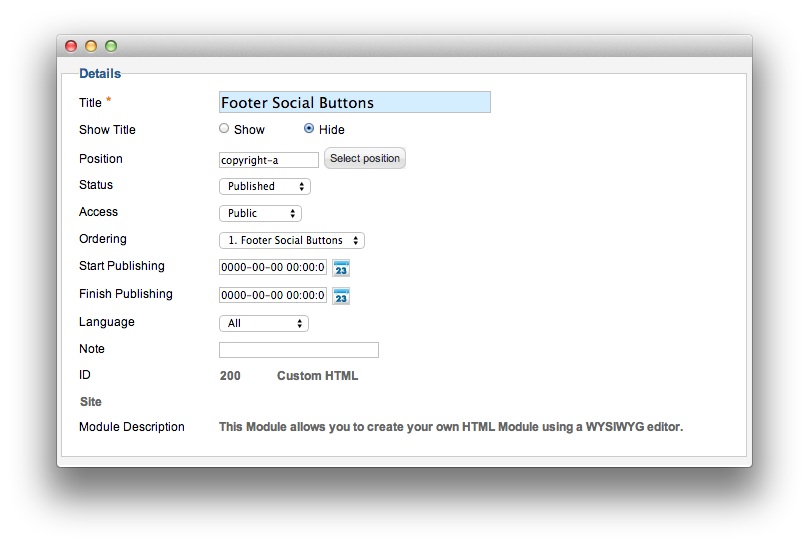 Details
Title * Footer Social Buttons
Show Title Show Hide
Position copyright-a Select position
Status Published
Access Public
Ordering 1. Footer Social Buttons
Start Publishing 0000-00-00 00:00:0 23
Finish Publishing 0000-00-00 00:00:0 23
Language All
Note
ID 200 Custom HTML
Site
Module Description This Module allows you to create your own HTML Module using a WYSIWYG editor.